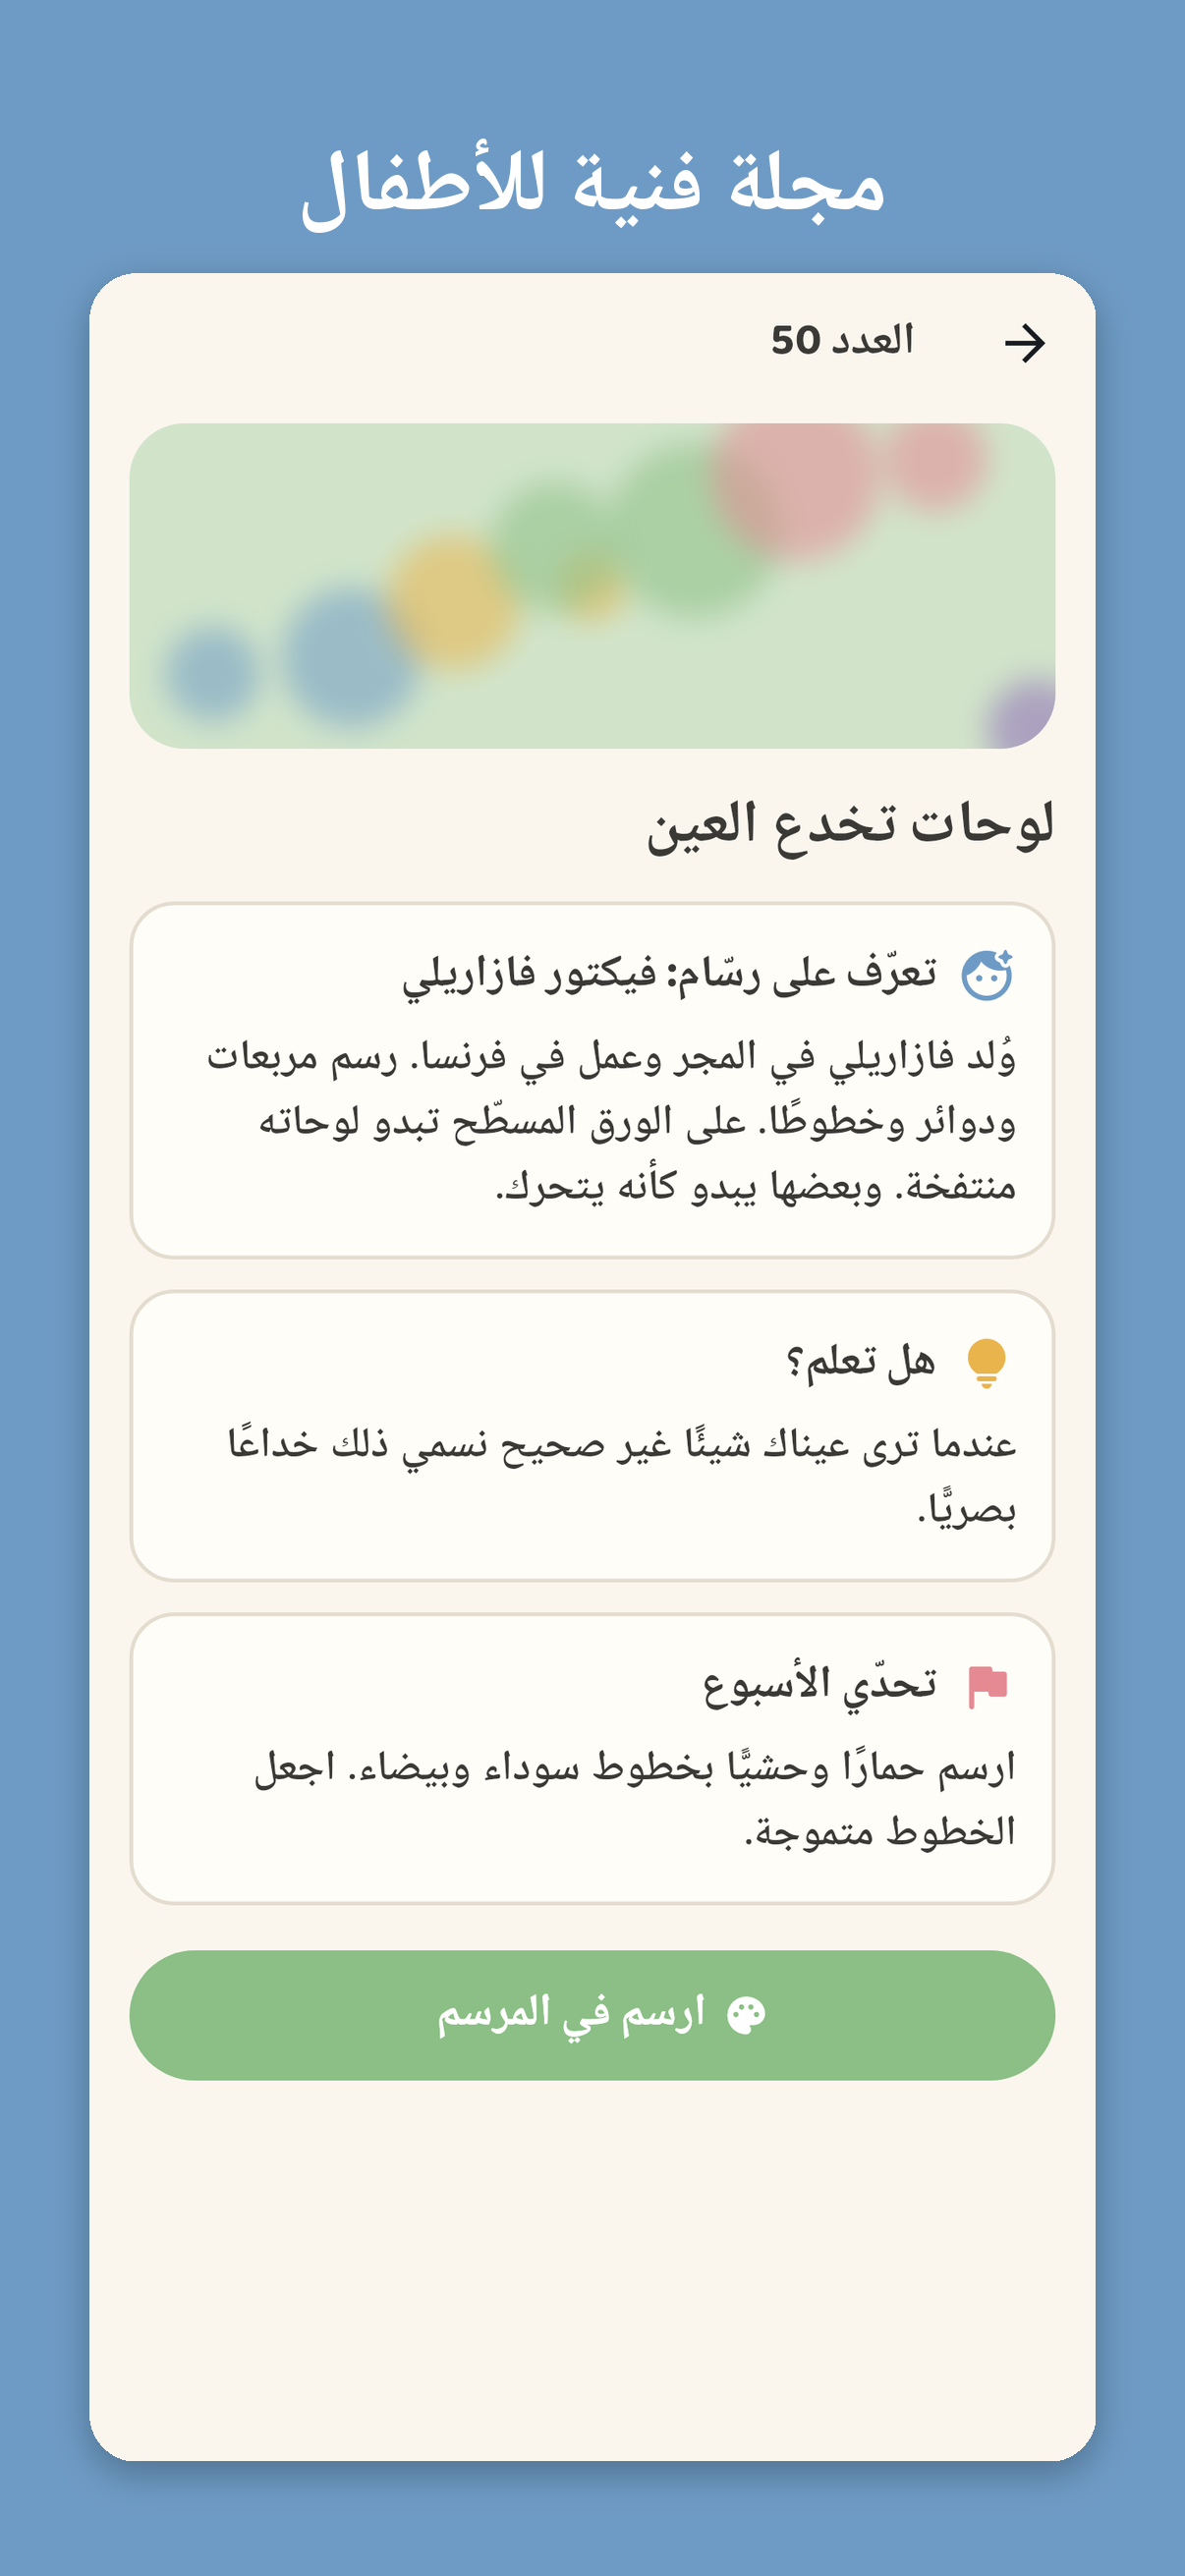 مجلة فنية للأطفال
العدد 50
لوحات تخدع العين
تعرّف على رسّام: فيكتور فازاريلي
وُلد فازاريلي في المجر وعمل في فرنسا. رسم مربعات
ودوائر وخطوطًا. على الورق المسطّح تبدو لوحاته
منتفخة. وبعضها يبدو كأنه يتحرك.
هل تعلم؟
عندما ترى عيناك شيئًا غير صحيح نسمي ذلك خداعًا
بصريًّا.
تحدّي الأسبوع
ارسم حمارًا وحشيًّا بخطوط سوداء وبيضاء. اجعل
الخطوط متموجة.
ارسم في المرسم